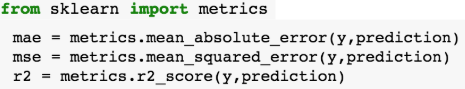 from sklearn import metrics
mae = metrics.mean_absolute_error(y,prediction)
mse = metrics.mean_squared_error(y,prediction)
r2 = metrics.r2_score(y,prediction)